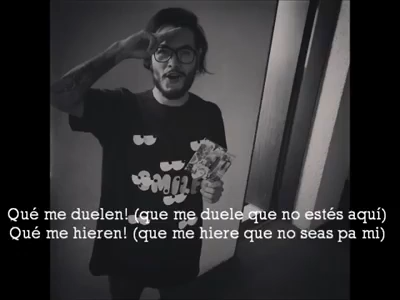 SMILE
Qué me duelen! (que me duele que no estés aquí)
Qué me hieren! (que me hiere que no seas pa mi)